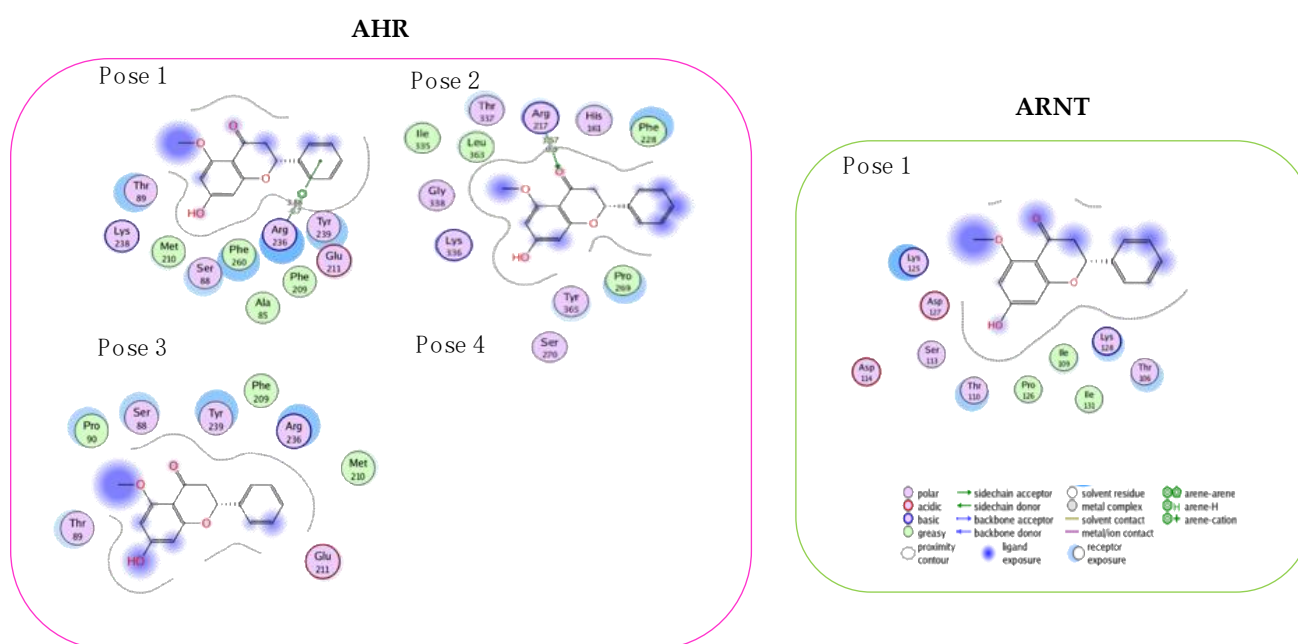 AHR
Pose 1
O
O
O
HO
Thr
89
Lys
238
Met
210
Ser
88
Phe
260
Arg
236
Tyr
239
Glu
211
Phe
209
Ala
85
Pose 2
Thr
337
Arg
217
His
161
Phe
228
Ile
335
Leu
363
Gly
338
Lys
336
O
O
O
HO
Pro
269
Tyr
365
Ser
270
Pose 3
Phe
209
Ser
88
Tyr
239
Arg
236
Pro
90
Met
210
O
O
O
HO
Thr
89
Glu
211
Pose 4
ARNT
Pose 1
O
O
O
HO
Lys
125
Asp
127
Ser
113
Asp
114
Thr
110
Pro
126
Ile
109
Lys
128
Ile
131
Thr
106
polar
acidic
basic
greasy
proximity
contour
sidechain acceptor
sidechain donor
backbone acceptor
backbone donor
ligand
exposure
solvent residue
metal complex
solvent contact
metal/ion contact
receptor
exposure
arene-arene
H arene-H
+ arene-cation